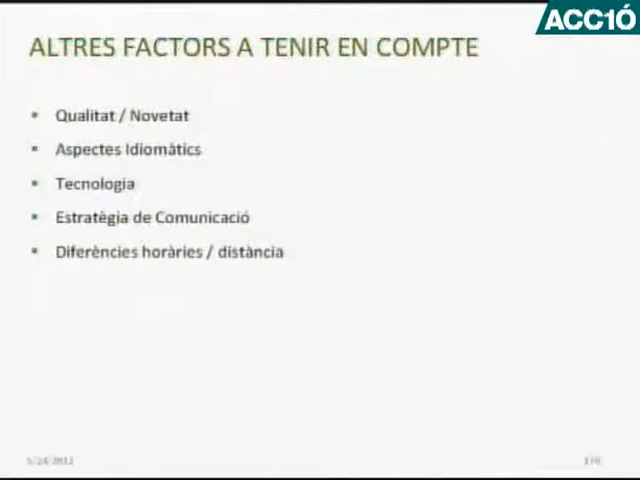 ACC1Ó
ALTRES FACTORS A TENIR EN COMPTE
Qualitat / Novetat
Aspectes Idiomàtics
Tecnologia
Estratègia de Comunicació
Diferències horàries / distància